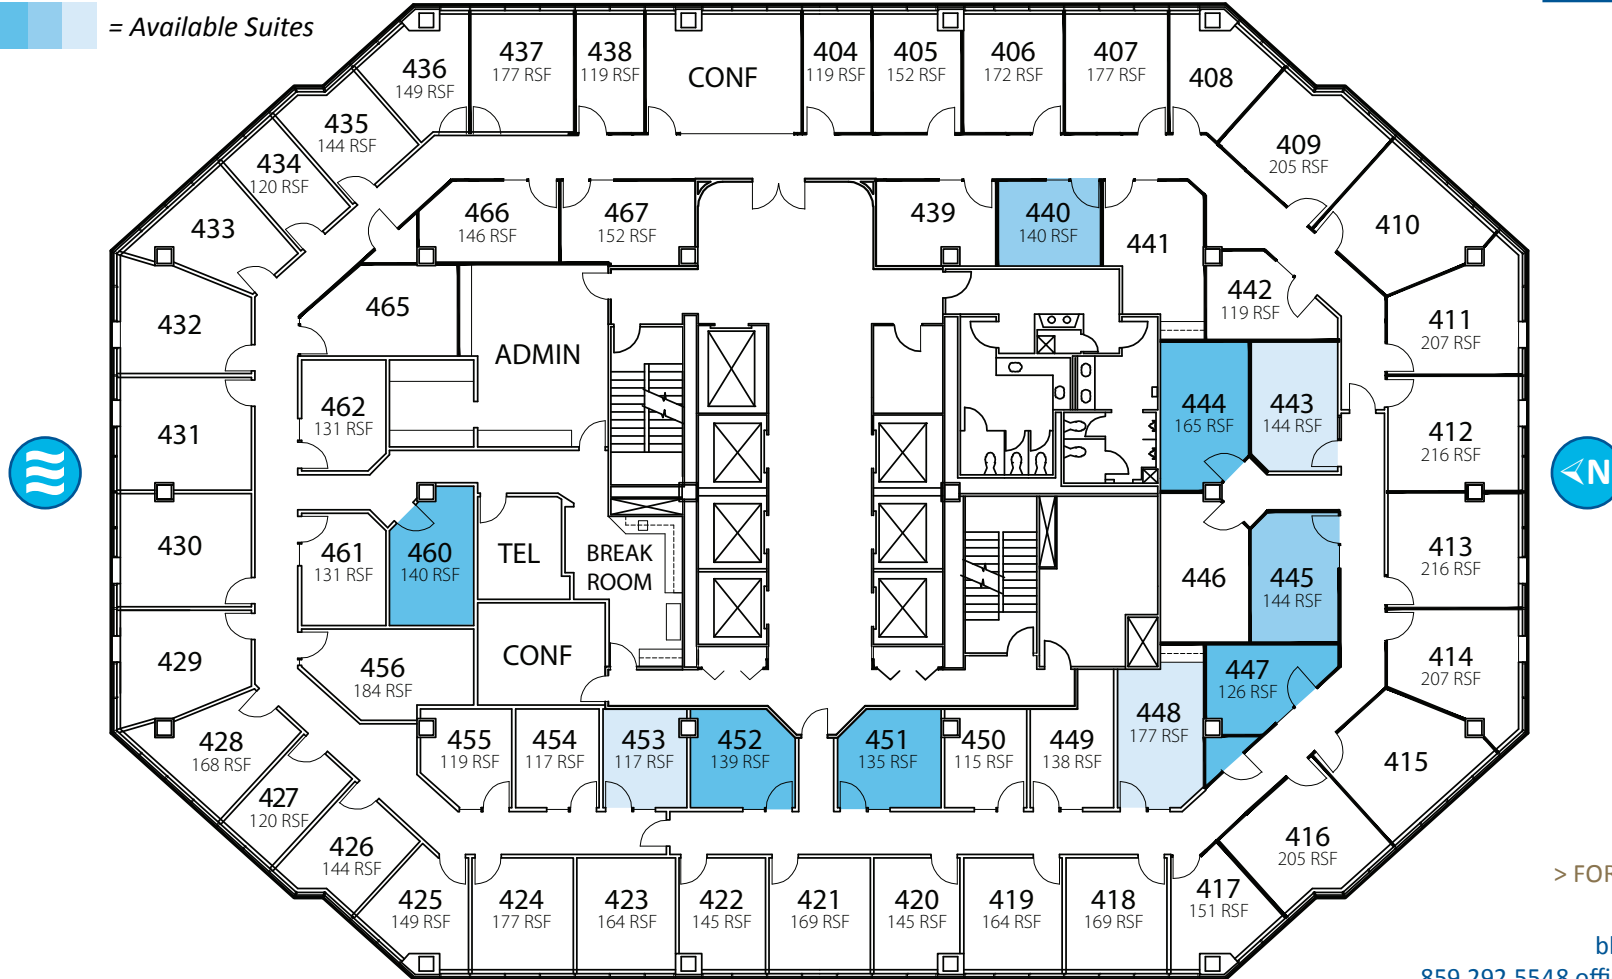 = Available Suites
436
149 RSF
437
177 RSF
438
119 RSF
CONF
404
119 RSF
405
152 RSF
406
172 RSF
407
177 RSF
408
435
144 RSF
409
205 RSF
434
120 RSF
433
466
146 RSF
467
152 RSF
439
440
140 RSF
441
410
442
119 RSF
432
465
ADMIN
411
207 RSF
462
131 RSF
444
165 RSF
443
144 RSF
412
216 RSF
431
N
430
461
131 RSF
460
140 RSF
TEL
BREAK
ROOM
446
445
144 RSF
413
216 RSF
429
456
184 RSF
CONF
447
126 RSF
414
207 RSF
428
168 RSF
455
119 RSF
454
117 RSF
453
117 RSF
452
139 RSF
451
135 RSF
450
115 RSF
449
138 RSF
448
177 RSF
415
427
120 RSF
426
144 RSF
416
205 RSF
425
149 RSF
424
177 RSF
423
164 RSF
422
145 RSF
421
169 RSF
420
145 RSF
419
164 RSF
418
169 RSF
417
151 RSF
> FOR
bl
859.292.5548 offi